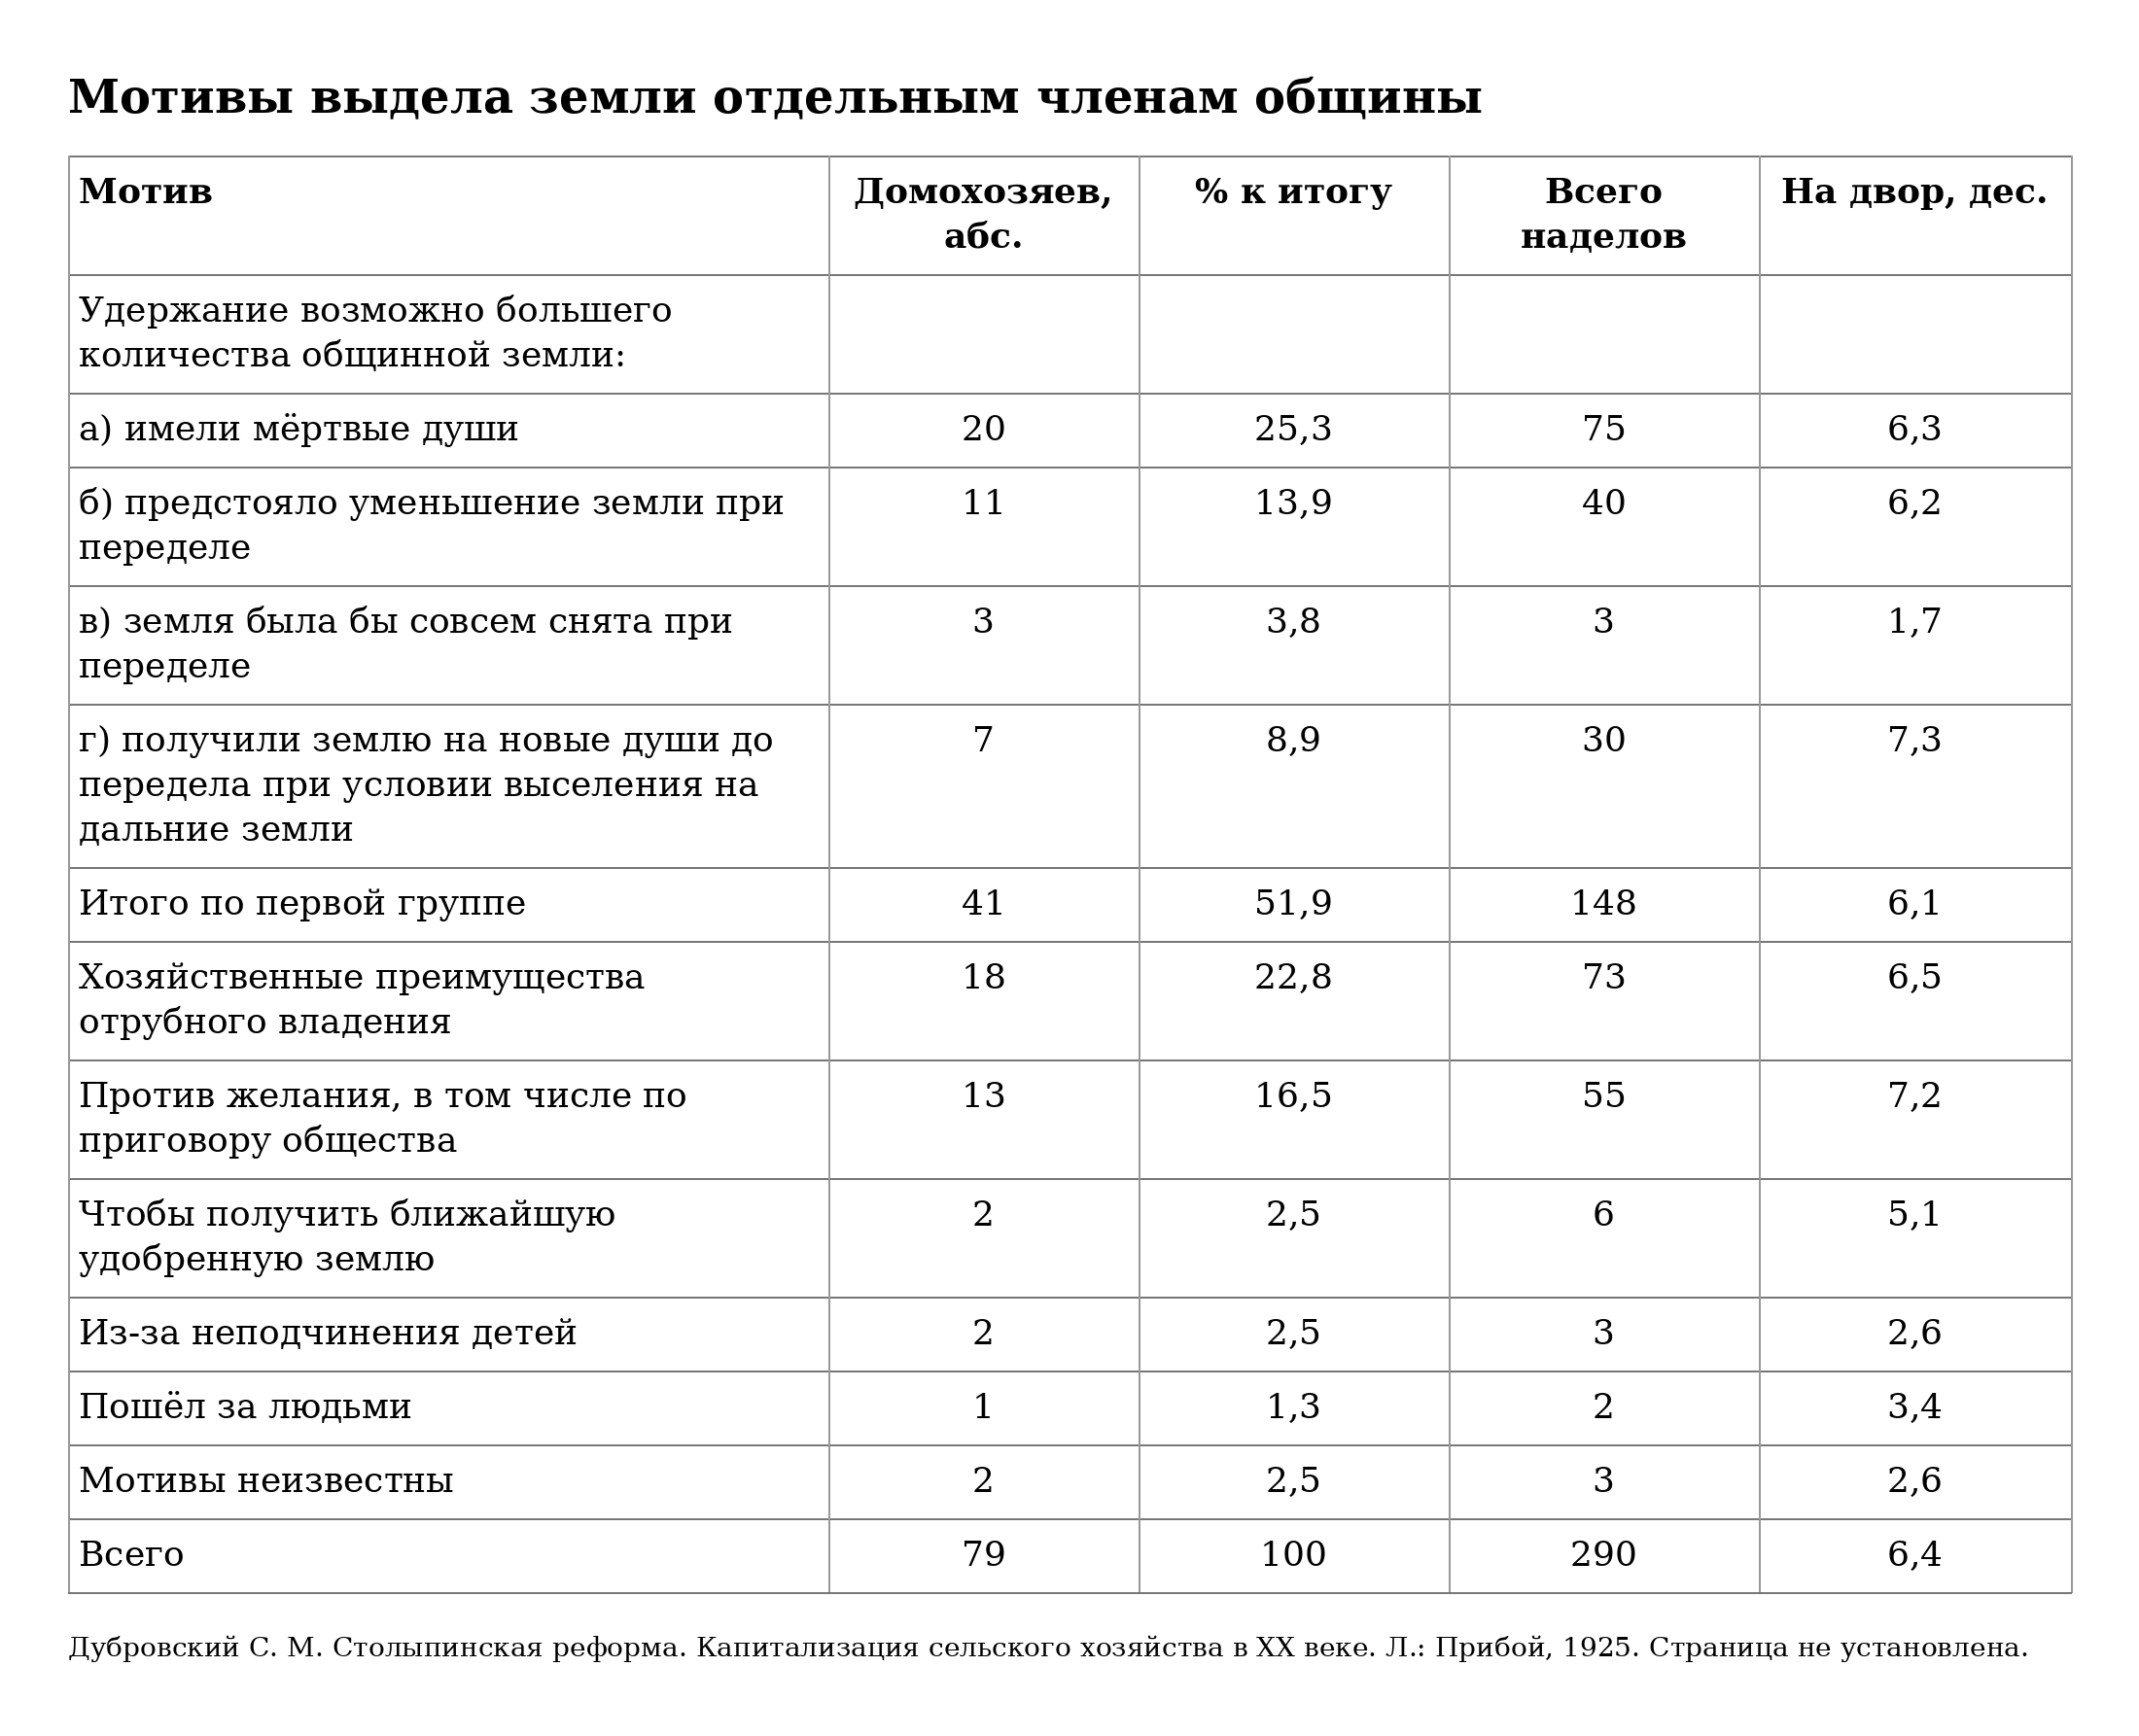 Мотивы выдела земли отдельным членам общины
Мотив Домохозяев, % к итогу Всего На двор, дес.
абс. наделов
Удержание возможно большего
количества общинной земли:
а) имели мёртвые души 20 25,3 75 6,3
б) предстояло уменьшение земли при 11 13,9 40 6,2
переделе
в) земля была бы совсем снята при 3 3,8 3 1,7
переделе
г) получили землю на новые души до 7 8,9 30 7,3
передела при условии выселения на
дальние земли
Итого по первой группе 41 51,9 148 6,1
Хозяйственные преимущества 18 22,8 73 6,5
отрубного владения
Против желания, в том числе по 13 16,5 55 7,2
приговору общества
Чтобы получить ближайшую 2 2,5 6 5,1
удобренную землю
Из-за неподчинения детей 2 2,5 3 2,6
Пошёл за людьми 1 1,3 2 3,4
Мотивы неизвестны 2 2,5 3 2,6
Всего 79 100 290 6,4
Дубровский С. М. Столыпинская реформа. Капитализация сельского хозяйства в XX веке. Л.: Прибой, 1925. Страница не установлена.